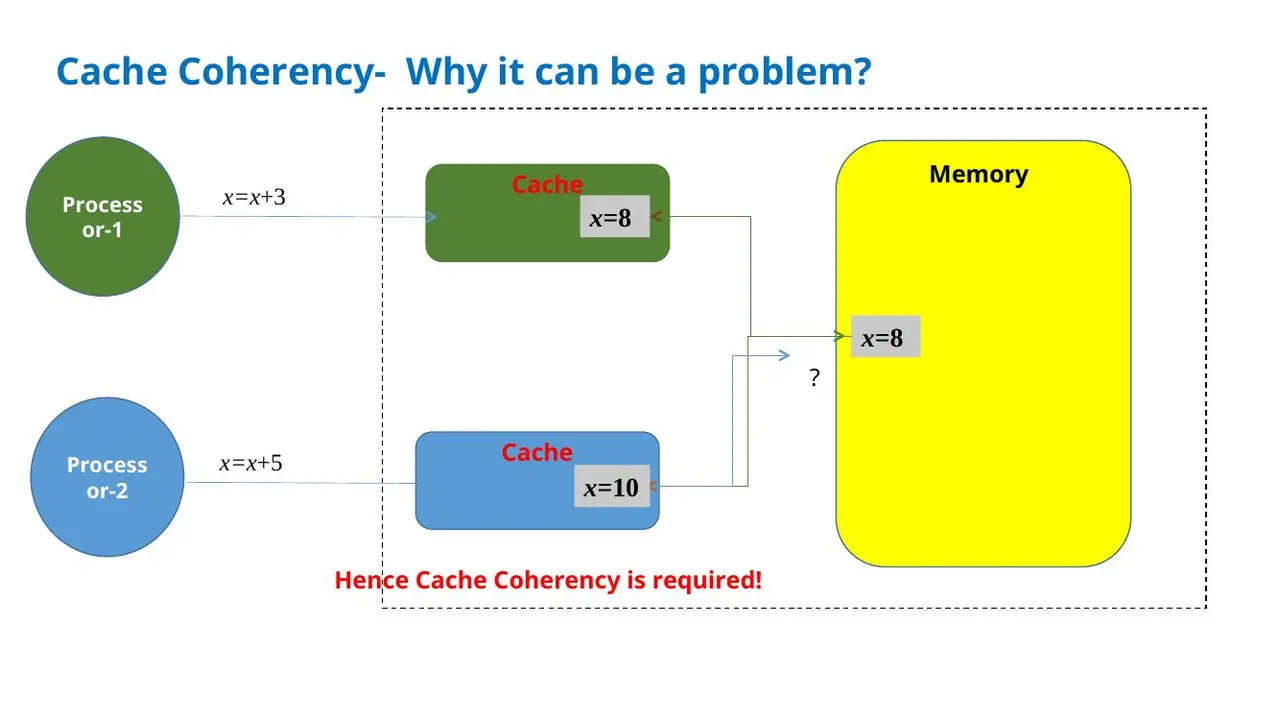 Cache Coherency-  Why it can be a problem?
Process
or-1
x=x+3
Cache
x=8
Memory
x=8
?
Process
or-2
x=x+5
Cache
x=10
Hence Cache Coherency is required!